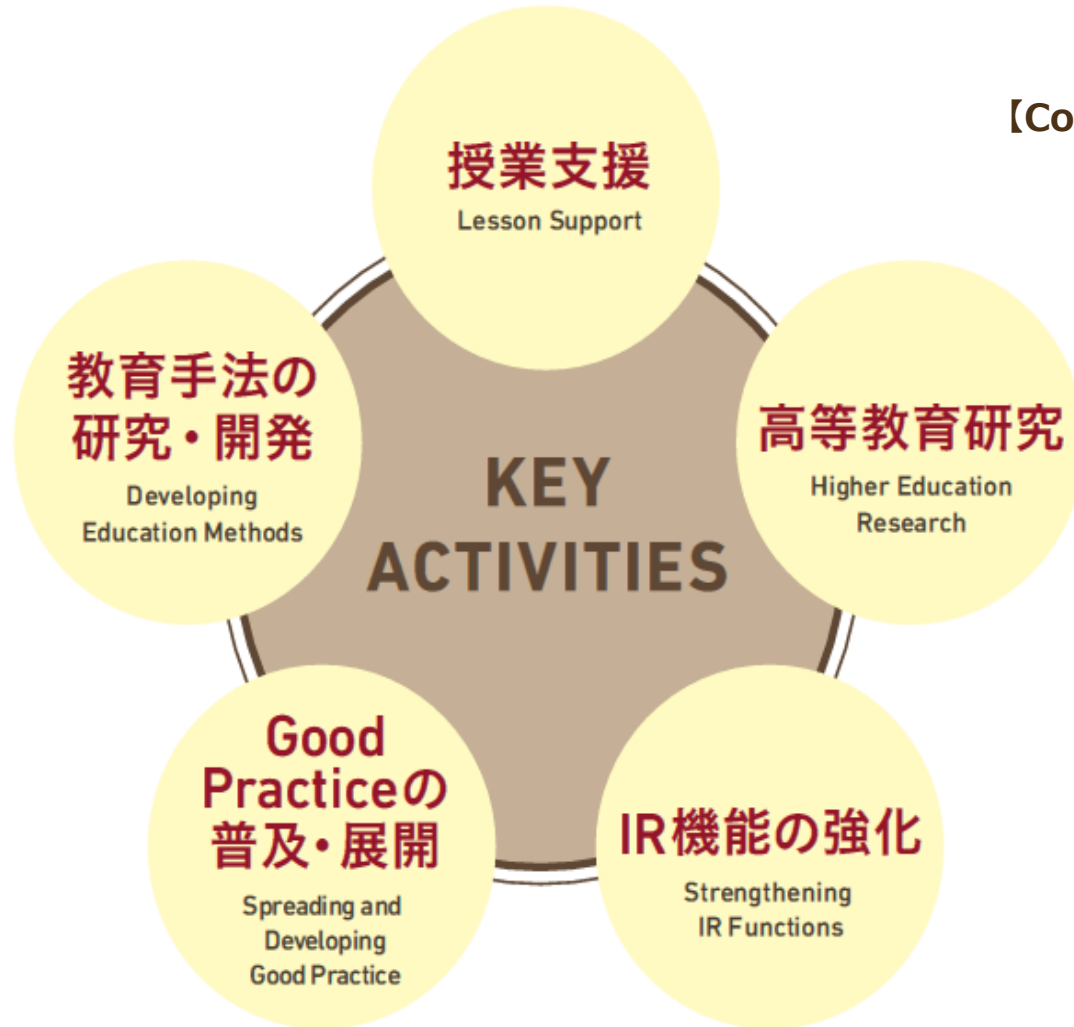 【Co
授業支援
Lesson Support
教育手法の
研究・開発
Developing
Education Methods
高等教育研究
Higher Education
Research
KEY
ACTIVITIES
Good
Practiceの
普及・展開
Spreading and
Developing
Good Practice
IR機能の強化
Strengthening
IR Functions